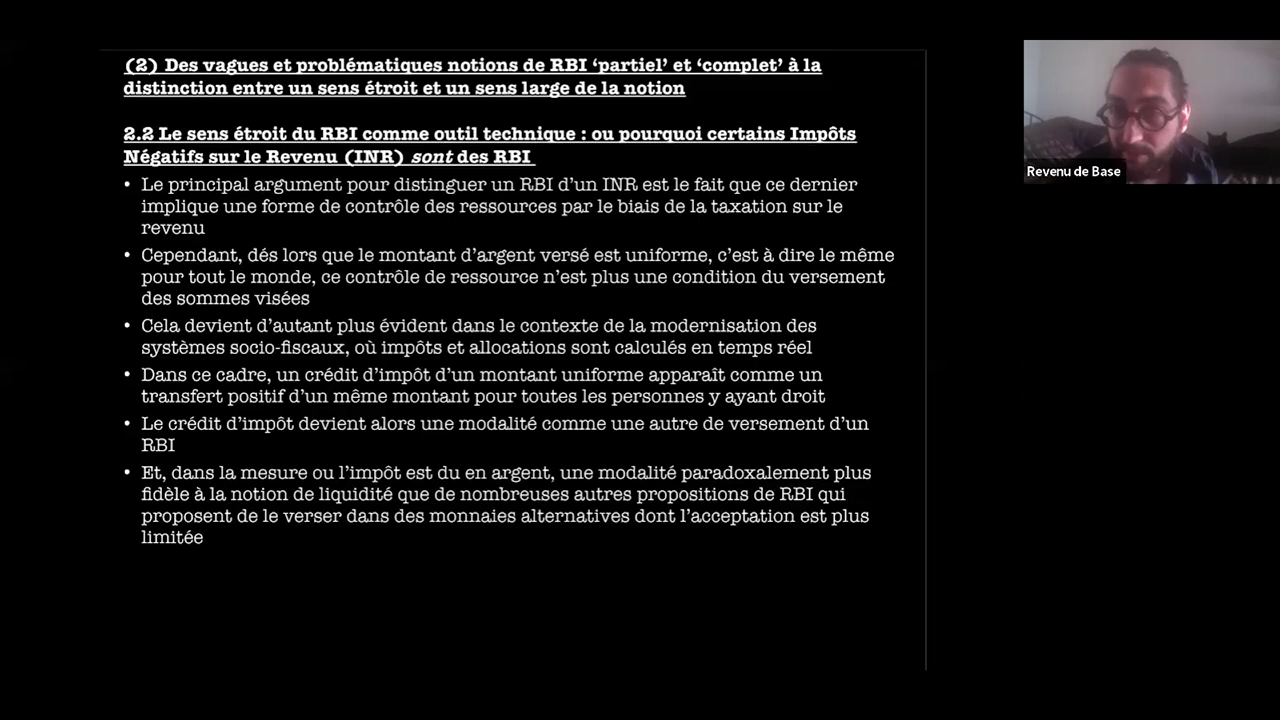 (2) Des vagues et problématiques notions de RBI ‘partiel’ et ‘complet’ à la
distinction entre un sens étroit et un sens large de la notion
2.2 Le sens étroit du RBI comme outil technique : ou pourquoi certains Impôts
Négatifs sur le Revenu (INR) sont des RBI
• Le principal argument pour distinguer un RBI d’un INR est le fait que ce dernier
implique une forme de contrôle des ressources par le biais de la taxation sur le
revenu
• Cependant, dés lors que le montant d’argent versé est uniforme, c’est à dire le même
pour tout le monde, ce contrôle de ressource n’est plus une condition du versement
des sommes visées
• Cela devient d’autant plus évident dans le contexte de la modernisation des
systèmes socio-fiscaux, où impôts et allocations sont calculés en temps réel
• Dans ce cadre, un crédit d’impôt d’un montant uniforme apparaît comme un
transfert positif d’un même montant pour toutes les personnes y ayant droit
• Le crédit d’impôt devient alors une modalité comme une autre de versement d’un
RBI
• Et, dans la mesure ou l’impôt est du en argent, une modalité paradoxalement plus
fidèle à la notion de liquidité que de nombreuses autres propositions de RBI qui
proposent de le verser dans des monnaies alternatives dont l’acceptation est plus
limitée
Revenu de Base